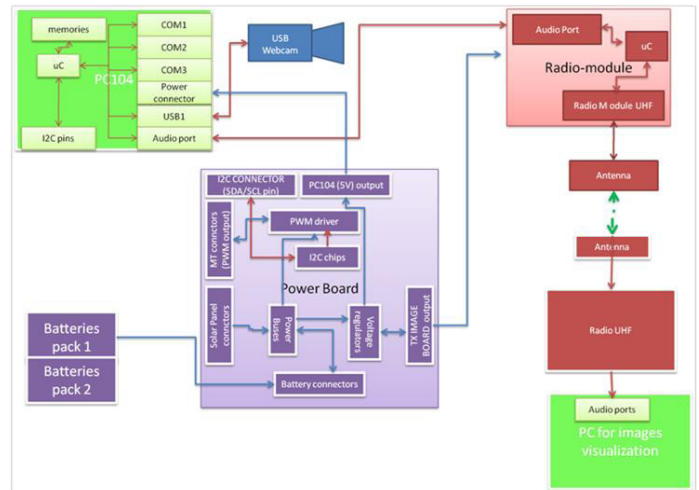 memories
uC
PC104
I2C pins
COM1
COM2
COM3
Power
connector
USB1
Audio port
USB
Webcam
Audio Port
uC
Radio-module
Radio M odule UHF
Antenna
Antenna
Radio UHF
Audio ports
PC for images
visualization
I2C CONNECTOR
(SDA/SCL pin)
PC104 (5V) output
MT connctors
(PWM output)
PWM driver
I2C chips
Power Board
Solar Panel
connctors
Power
Buses
Voltage
regulators
TX IMAGE
BOARD output
Battery connectors
Batteries
pack 1
Batteries
pack 2